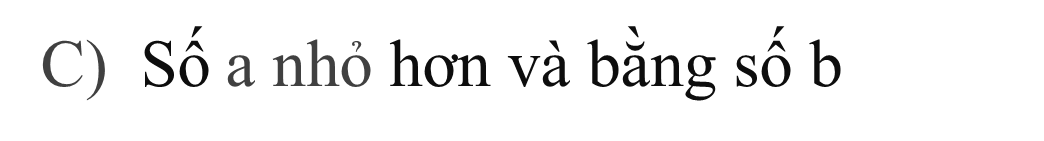 C) Số a nhỏ hơn và bằng số b